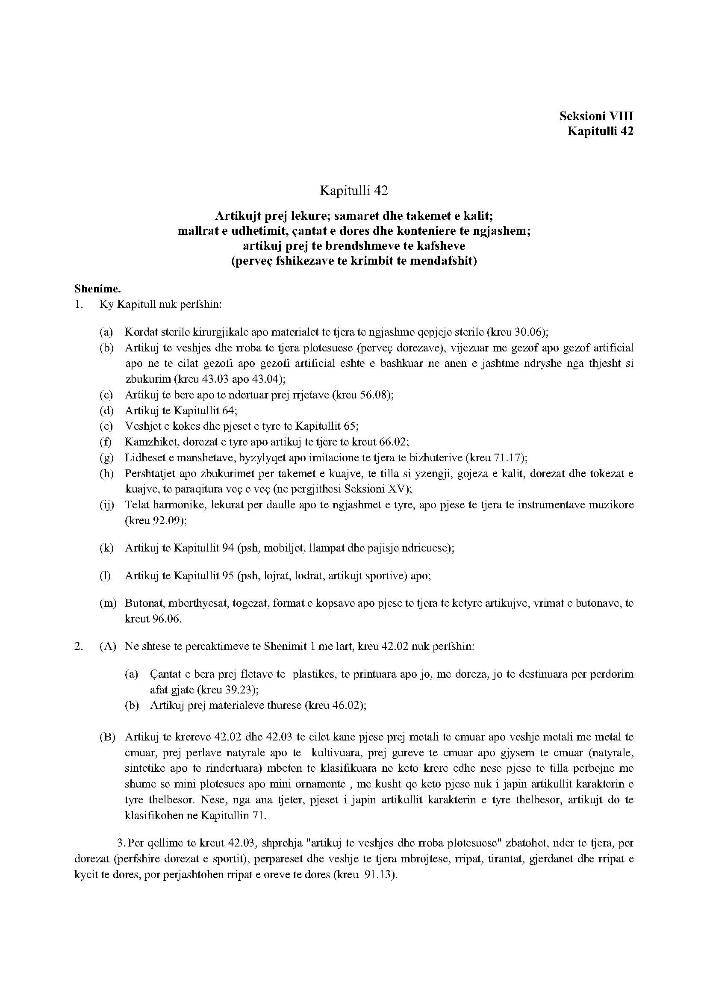 Seksioni VIII
Kapitulli 42
Kapitulli 42
Artikujt prej lekure; samaret dhe takemet e kalit;
mallrat e udhetimit, çantat e dores dhe konteniere te ngjashem;
artikuj prej te brendshmeve te kafsheve
(perveç fshikezave te krimbit te mendafshit)
Shenime.
1. Ky Kapitull nuk perfshin:
(a) Kordat sterile kirurgjikale apo materialet te tjera te ngjashme qepjeje sterile (kreu 30.06);
(b) Artikuj te veshjes dhe rroba te tjera plotesuese (perveç dorezave), vijezuar me gezof apo gezof artificial
apo ne te cilat gezofi apo gezofi artificial eshte e bashkuar ne anen e jashtme ndryshe nga thjesht si
zbukurim (kreu 43.03 apo 43.04);
(c) Artikuj te bere apo te ndertuar prej rrjetave (kreu 56.08);
(d) Artikuj te Kapitullit 64;
(e) Veshjet e kokes dhe pjeset e tyre te Kapitullit 65;
(f) Kamzhiket, dorezat e tyre apo artikuj te tjere te kreut 66.02;
(g) Lidheset e manshetave, byzylyqet apo imitacione te tjera te bizhuterive (kreu 71.17);
(h) Pershtatjet apo zbukurimet per takemet e kuajve, te tilla si yzengji, gojeza e kalit, dorezat dhe tokezat e
kuajve, te paraqitura veç e veç (ne pergjithesi Seksioni XV);
(ij) Telat harmonike, lekurat per daulle apo te ngjashmet e tyre, apo pjese te tjera te instrumentave muzikore
(kreu 92.09);
(k) Artikuj te Kapitullit 94 (psh, mobiljet, llampat dhe pajisje ndricuese);
(l) Artikuj te Kapitullit 95 (psh, lojrat, lodrat, artikujt sportive) apo;
(m) Butonat, mberthyesat, togezat, format e kopsave apo pjese te tjera te ketyre artikujve, vrimat e butonave, te
kreut 96.06.
2. (A) Ne shtese te percaktimeve te Shenimit 1 me lart, kreu 42.02 nuk perfshin:
(a) Çantat e bera prej fletave te plastikes, te printuara apo jo, me doreza, jo te destinuara per perdorim
afat gjate (kreu 39.23);
(b) Artikuj prej materialeve thurese (kreu 46.02);
(B) Artikuj te krereve 42.02 dhe 42.03 te cilet kane pjese prej metali te cmuar apo veshje metali me metal te
cmuar, prej perlave natyrale apo te kultivuara, prej gureve te cmuar apo gjysem te cmuar (natyrale,
sintetike apo te rindertuara) mbeten te klasifikuara ne keto krere edhe nese pjese te tilla perbejne me
shume se mini plotesues apo mini ornamente , me kusht qe keto pjese nuk i japin artikullit karakterin e
tyre thelbesor. Nese, nga ana tjeter, pjeset i japin artikullit karakterin e tyre thelbesor, artikujt do te
klasifikohen ne Kapitullin 71.
3. Per qellime te kreut 42.03, shprehja "artikuj te veshjes dhe rroba plotesuese" zbatohet, nder te tjera, per
dorezat (perfshire dorezat e sportit), perpareset dhe veshje te tjera mbrojtese, rripat, tirantat, gjerdanet dhe rripat e
kycit te dores, por perjashtohen rripat e oreve te dores (kreu 91.13).